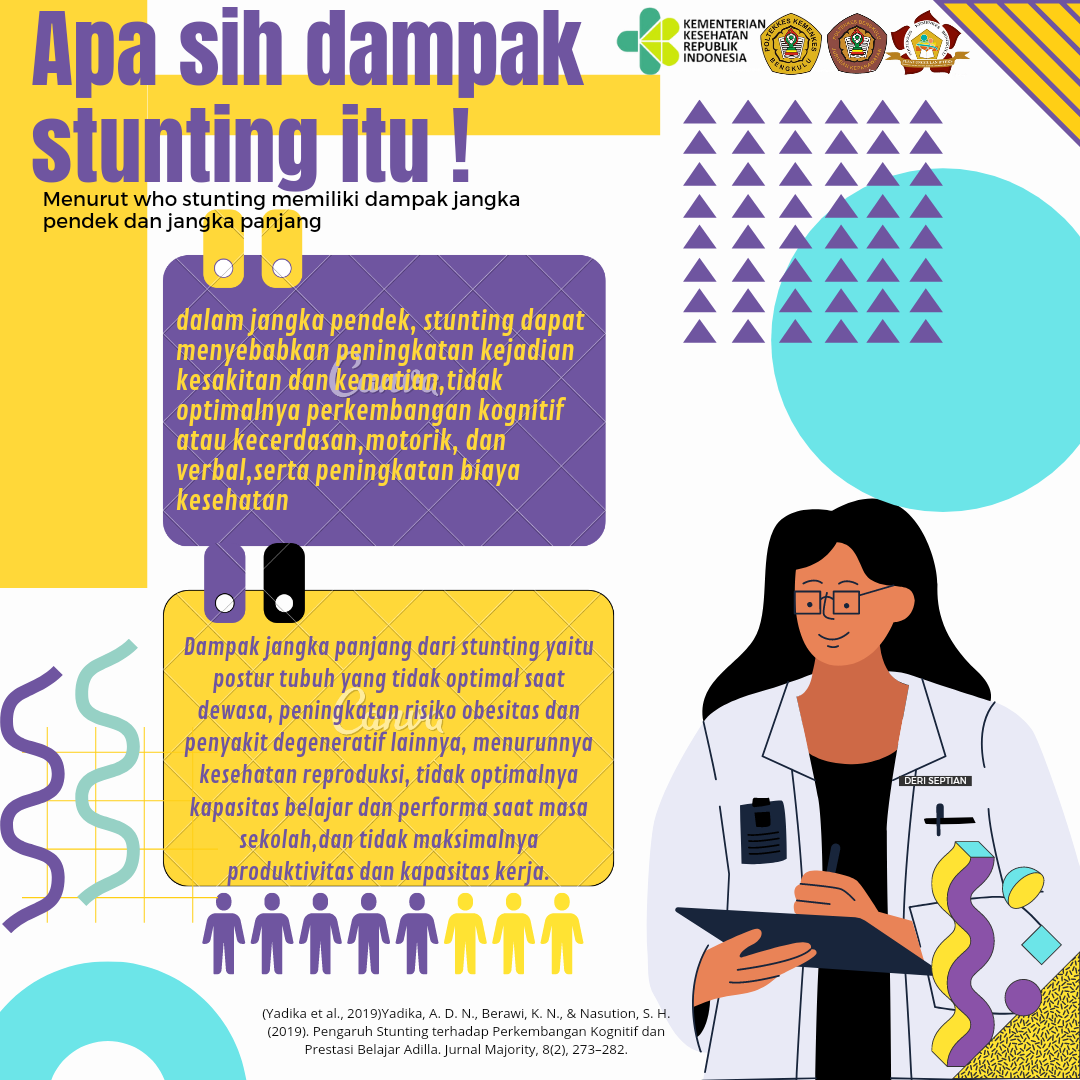 Apa sih dampak
stunting itu !
KEMENTERIAN
KESEHATAN
REPUBLIK
INDONESIA
POLTEKKES KEMENKES
BENGKULU
Menurut who stunting memiliki dampak jangka
pendek dan jangka panjang
dalam jangka pendek, stunting dapat
menyebabkan peningkatan kejadian
kesakitan dan kematian,tidak
optimalnya perkembangan kognitif
atau kecerdasan,motorik, dan
verbal,serta peningkatan biaya
kesehatan
Canva
Dampak jangka panjang dari stunting yaitu
postur tubuh yang tidak optimal saat
dewasa, peningkatan risiko obesitas dan
penyakit degeneratif lainnya, menurunnya
kesehatan reproduksi, tidak optimalnya
kapasitas belajar dan performa saat masa
sekolah,dan tidak maksimalnya
produktivitas dan kapasitas kerja.
Canva
DERI SEPTIAN
(Yadika et al., 2019)Yadika, A. D. N., Berawi, K. N., & Nasution, S. H.
(2019). Pengaruh Stunting terhadap Perkembangan Kognitif dan
Prestasi Belajar Adilla. Jurnal Majority, 8(2), 273–282.